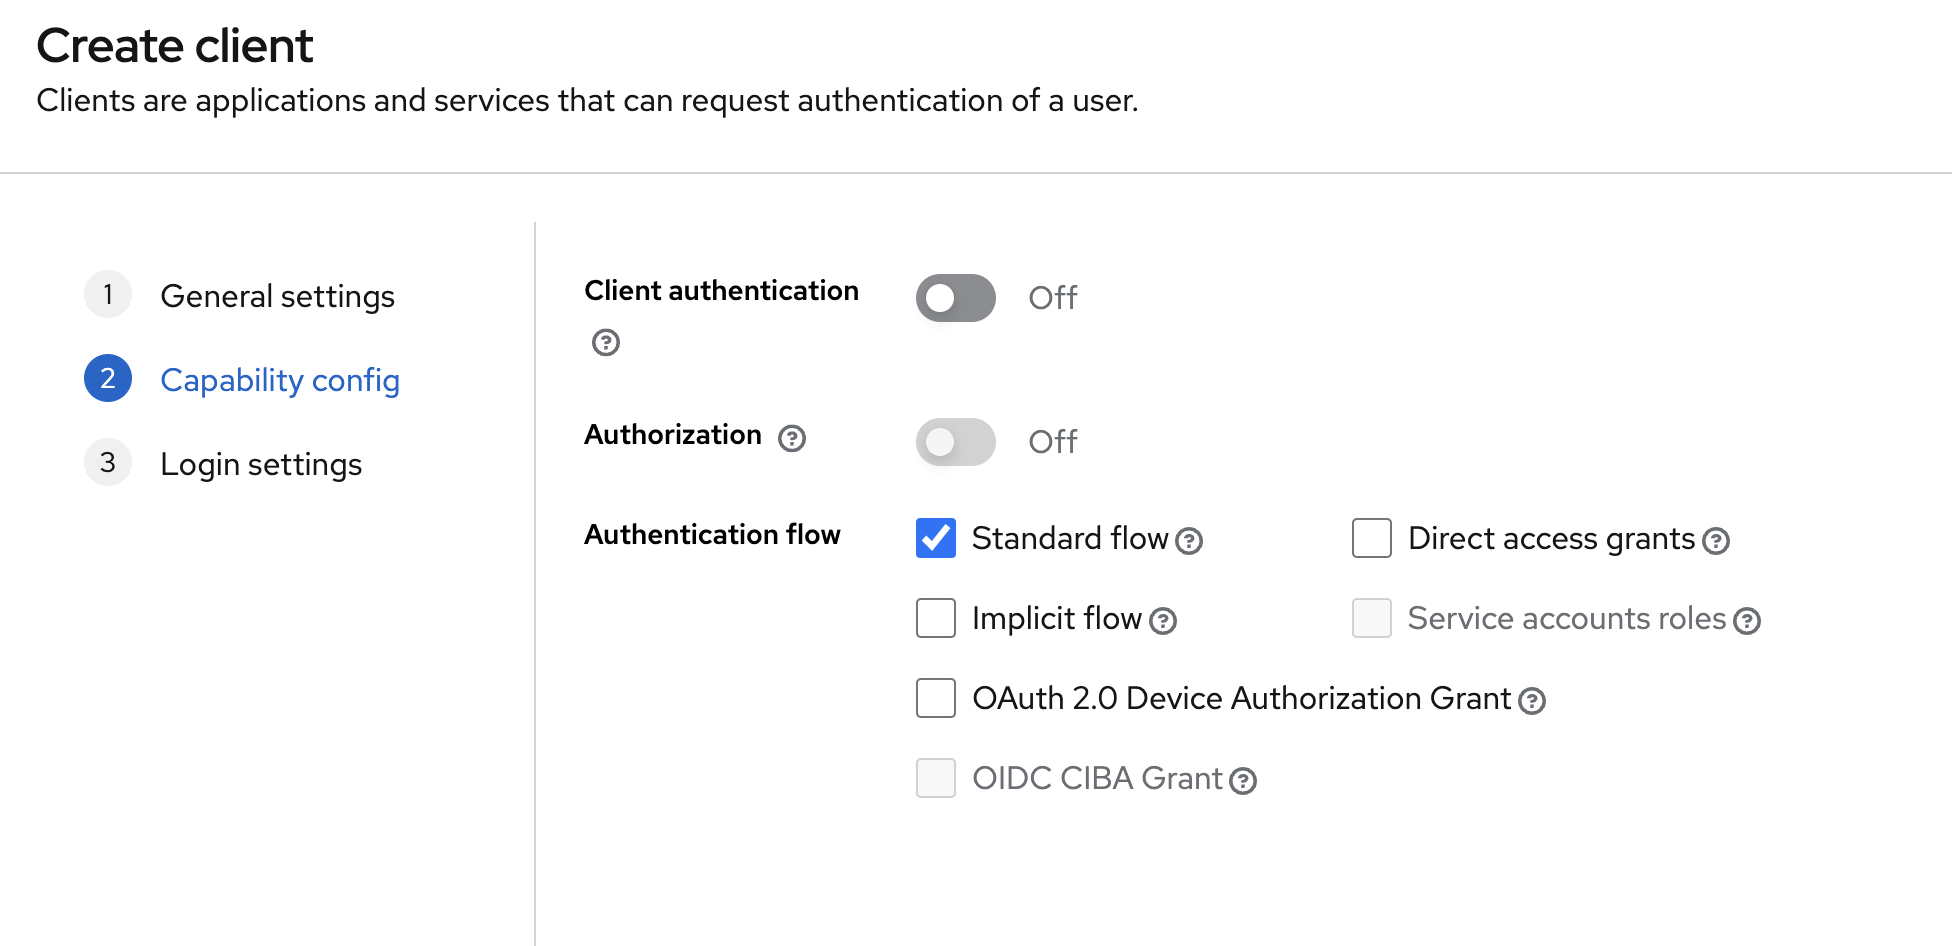 Create client
Clients are applications and services that can request authentication of a user.
1 General settings
2 Capability config
3 Login settings
Client authentication ? Off
Authorization ? Off
Authentication flow
Standard flow ? Direct access grants ?
Implicit flow ? Service accounts roles ?
OAuth 2.0 Device Authorization Grant ?
OIDC CIBA Grant ?